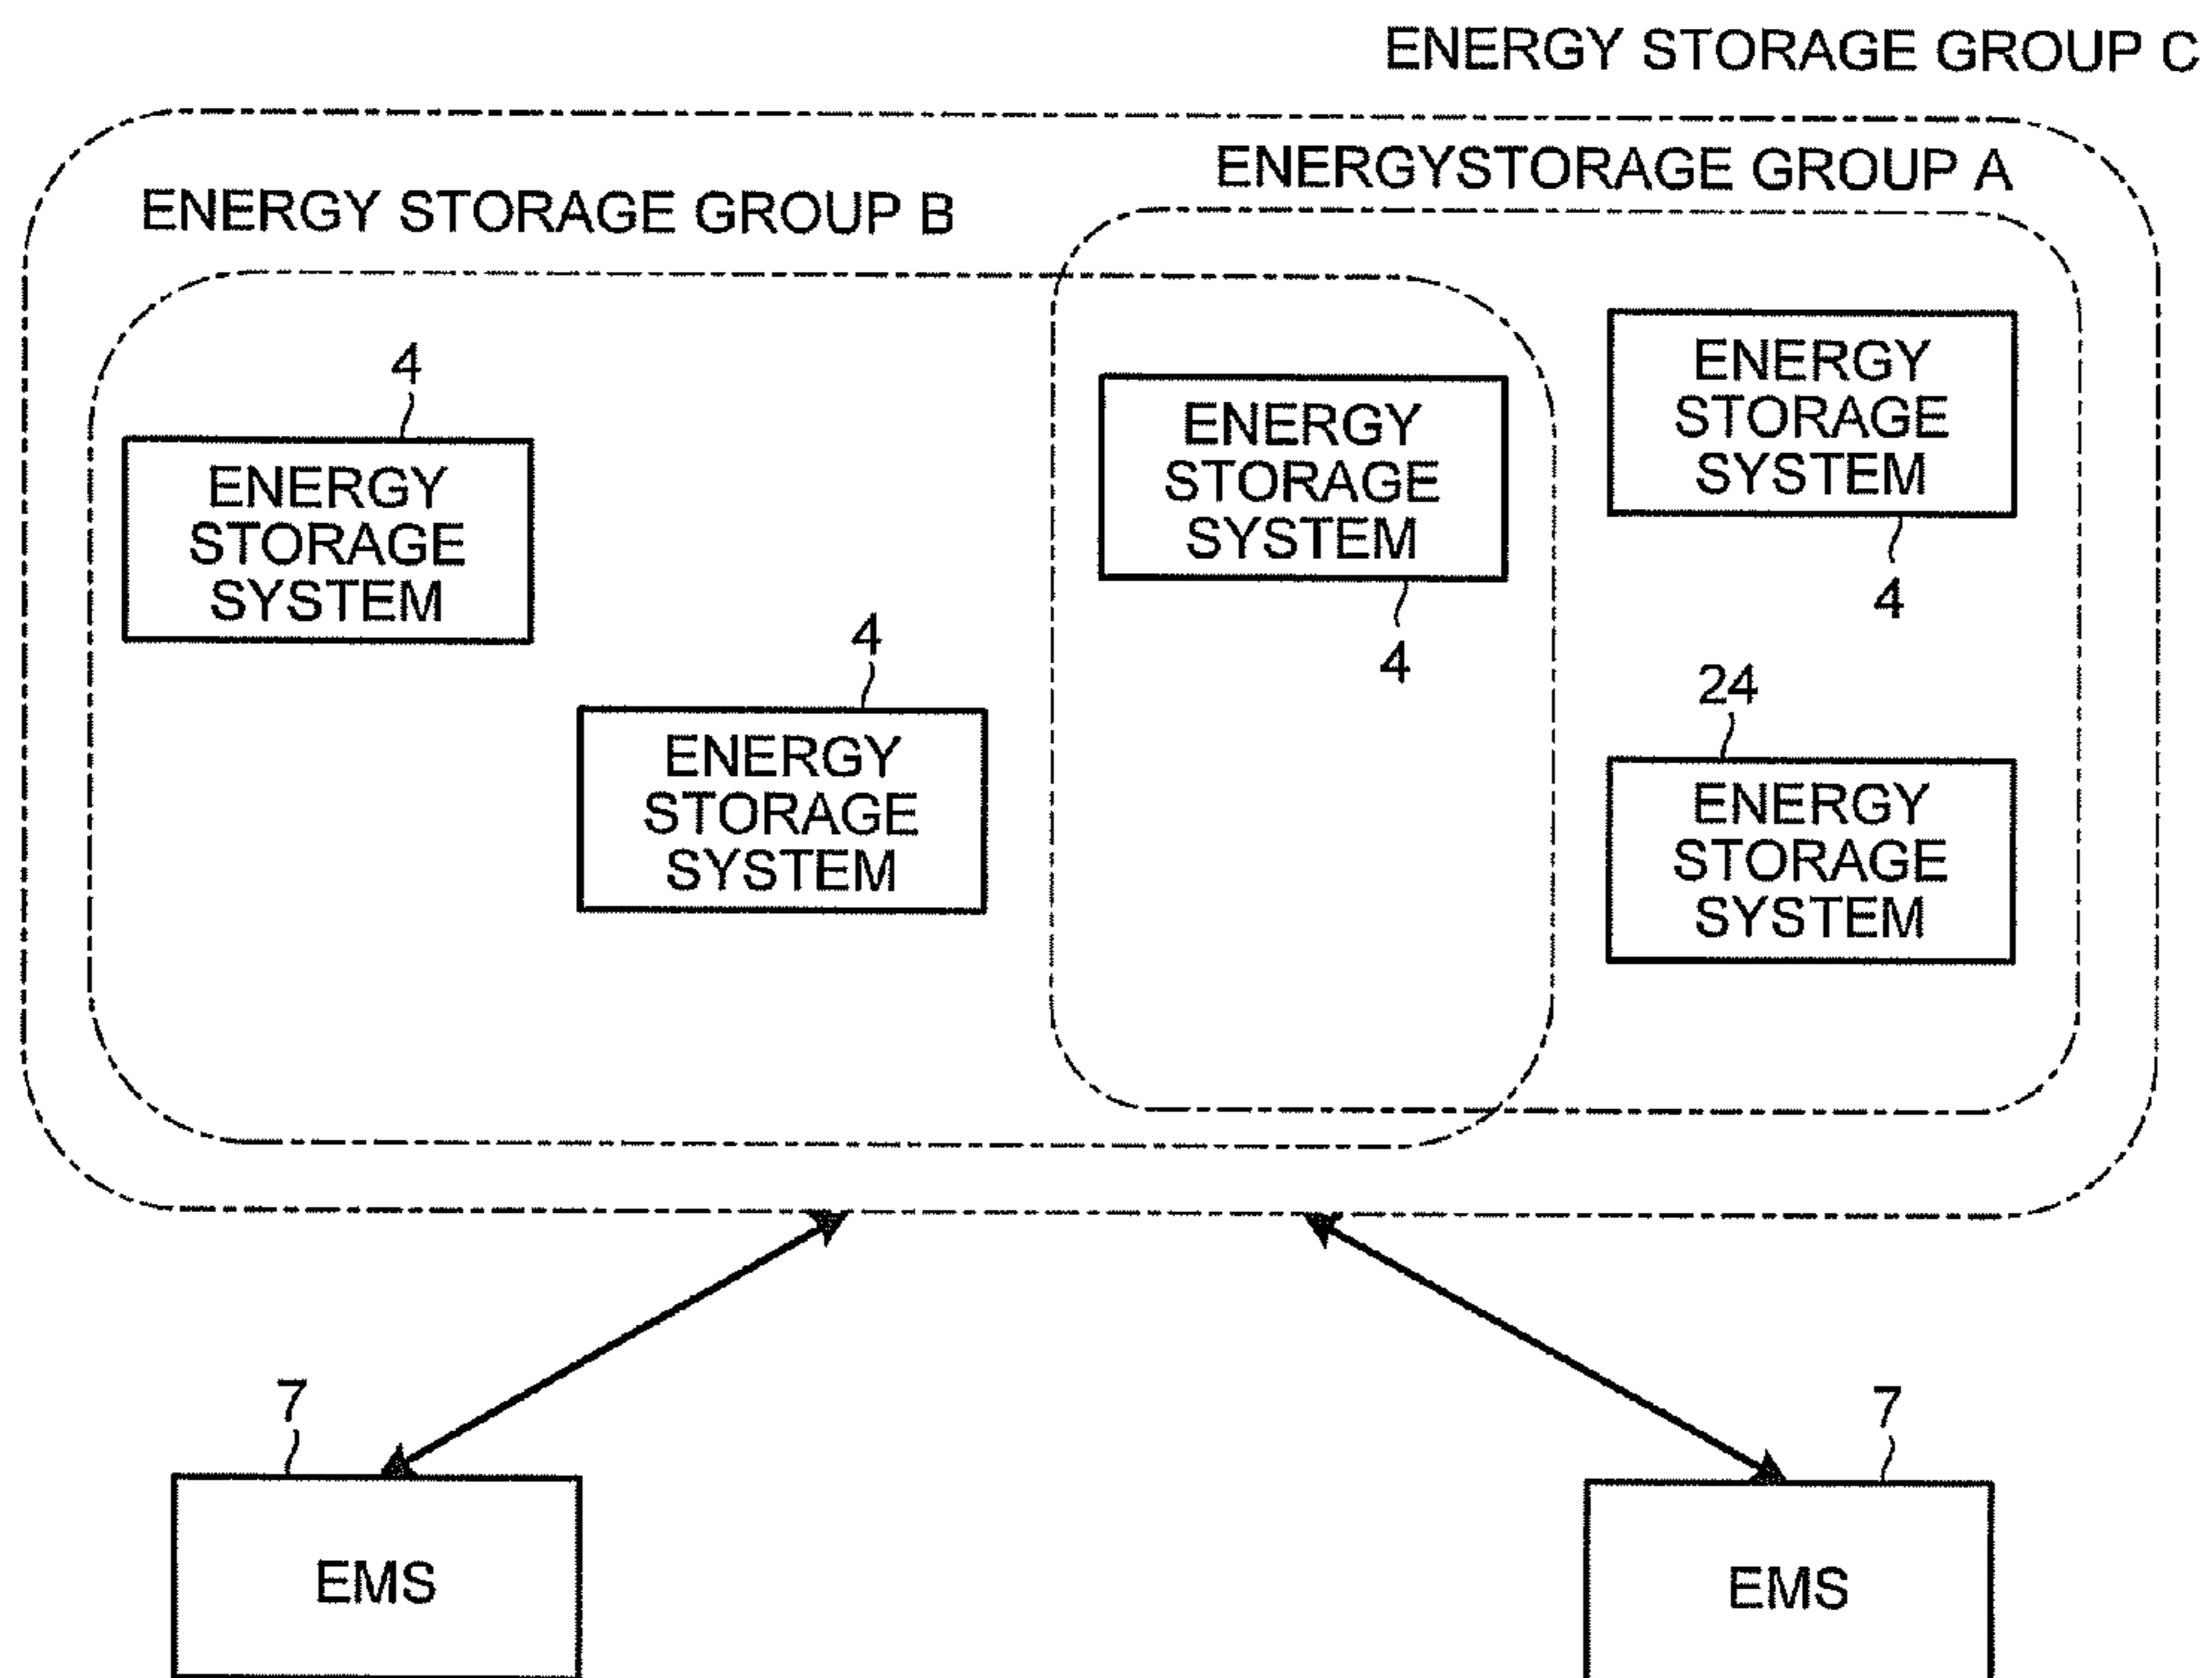 ENERGY STORAGE GROUP C
ENERGYSTORAGE GROUP A
ENERGY STORAGE GROUP B
4
ENERGY
STORAGE
SYSTEM
4
ENERGY
STORAGE
SYSTEM
ENERGY
STORAGE
SYSTEM
4
ENERGY
STORAGE
SYSTEM
4
24
ENERGY
STORAGE
SYSTEM
7
EMS
7
EMS